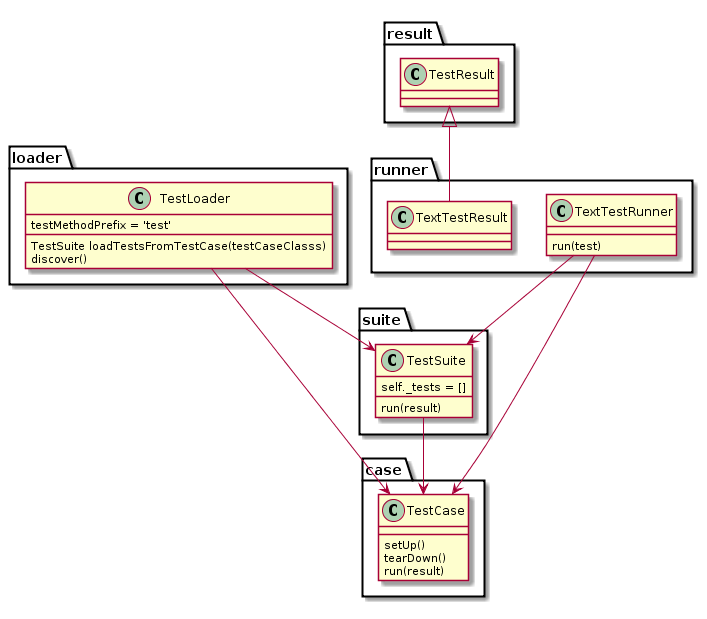 result
C TestResult
loader
C TestLoader
testMethodPrefix = 'test'
TestSuite loadTestsFromTestCase(testCaseClasss)
discover()
runner
C TextTestResult
C TextTestRunner
run(test)
suite
C TestSuite
self._tests = []
run(result)
case
C TestCase
setUp()
tearDown()
run(result)